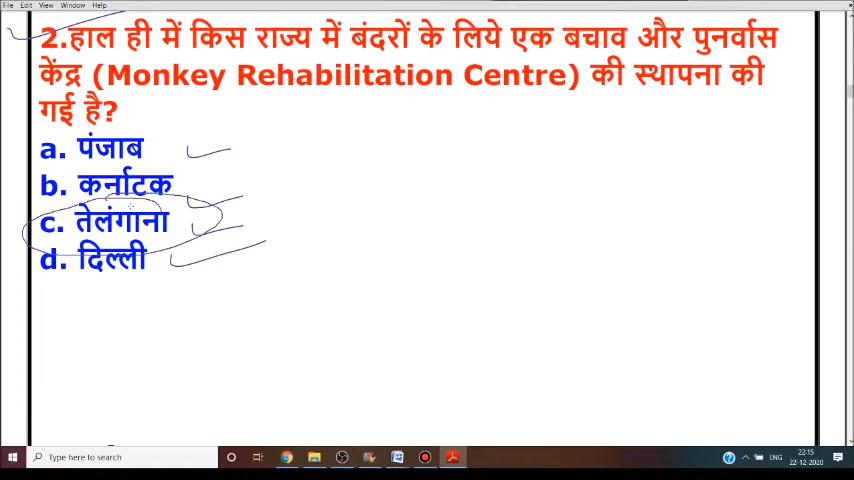 File Edit View Window Help
2.हाल ही में किस राज्य में बंदरों के लिये एक बचाव और पुनर्वास
केंद्र (Monkey Rehabilitation Centre) की स्थापना की
गई है?
a. पंजाब
b. कर्नाटक
c. तेलंगाना
d. दिल्ली
Type here to search
ENG
22:15
22-12-2020